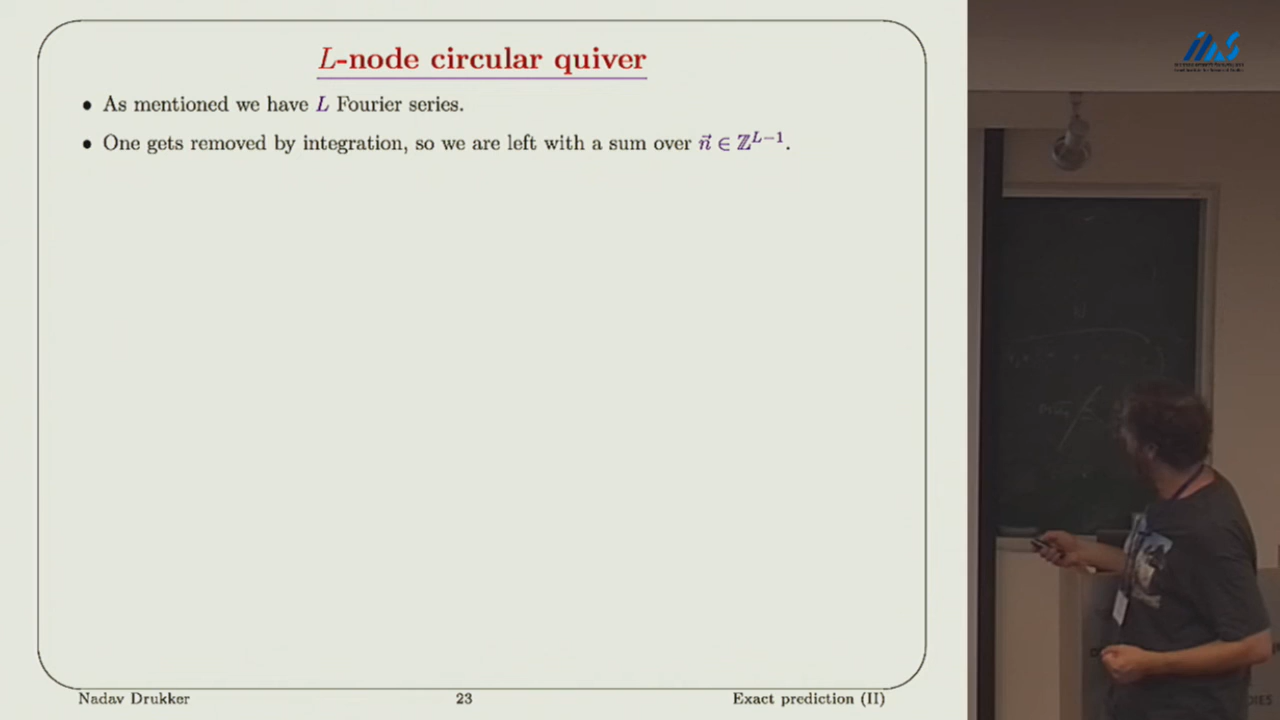 L-node circular quiver
• As mentioned we have L Fourier series.
• One gets removed by integration, so we are left with a sum over n⃗ ∈ ℤ^{L−1}.
Nadav Drukker 23 Exact prediction (II)